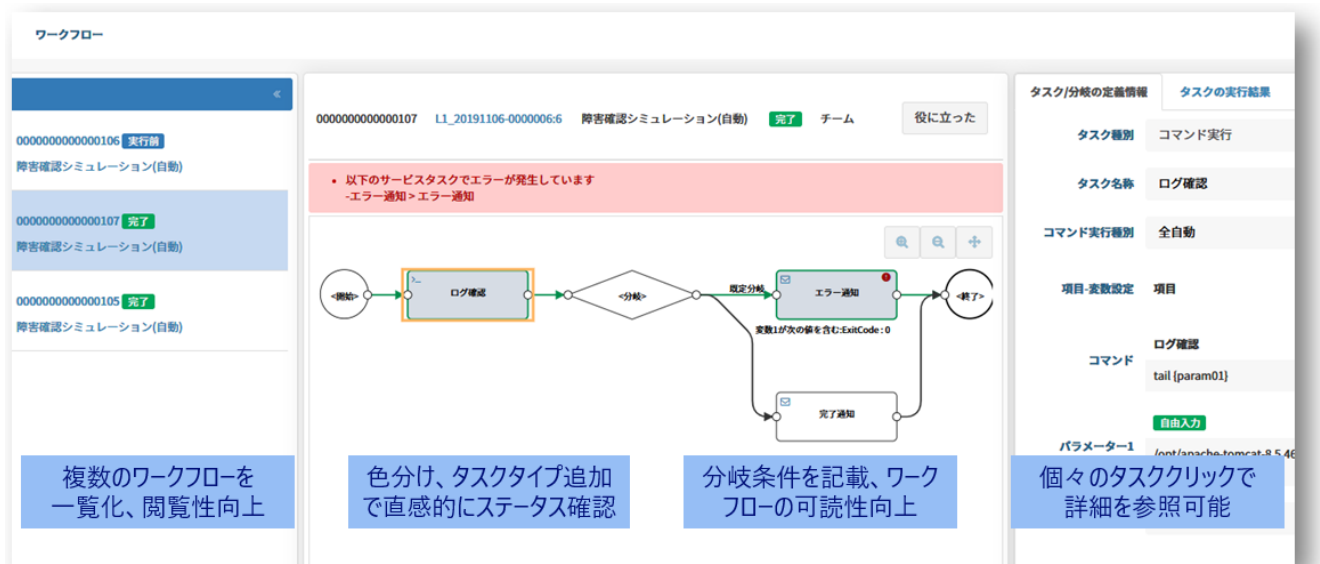 ワークフロー
«
0000000000000106 実行前
障害確認シミュレーション(自動)
0000000000000107 完了
障害確認シミュレーション(自動)
0000000000000105 完了
障害確認シミュレーション(自動)
0000000000000107 L1_20191106-0000006:6 障害確認シミュレーション(自動) 完了 チーム 役に立った
• 以下のサービスタスクでエラーが発生しています
-エラー通知 > エラー通知
<開始>
ログ確認
<分岐>
既定分岐
エラー通知
<終了>
変数1が次の値を含む:ExitCode : 0
完了通知
タスク/分岐の定義情報 タスクの実行結果
タスク種別 コマンド実行
タスク名称 ログ確認
コマンド実行種別 全自動
項目-変数設定 項目
コマンド ログ確認
tail {param01}
自由入力
パラメーター1 /opt/apache-tomcat-8.5.46
複数のワークフローを
一覧化、閲覧性向上
色分け、タスクタイプ追加
で直感的にステータス確認
分岐条件を記載、ワーク
フローの可読性向上
個々のタスククリックで
詳細を参照可能